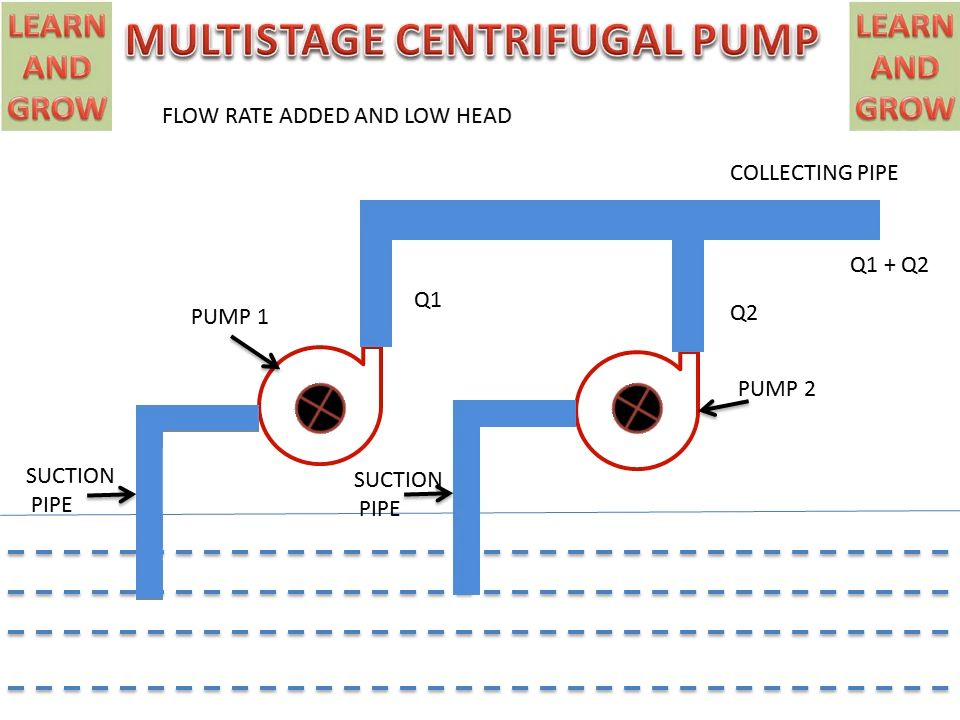 LEARN
AND
GROW
MULTISTAGE CENTRIFUGAL PUMP
LEARN
AND
GROW
FLOW RATE ADDED AND LOW HEAD
COLLECTING PIPE
Q1 + Q2
Q1
Q2
PUMP 1
PUMP 2
SUCTION
PIPE
SUCTION
PIPE